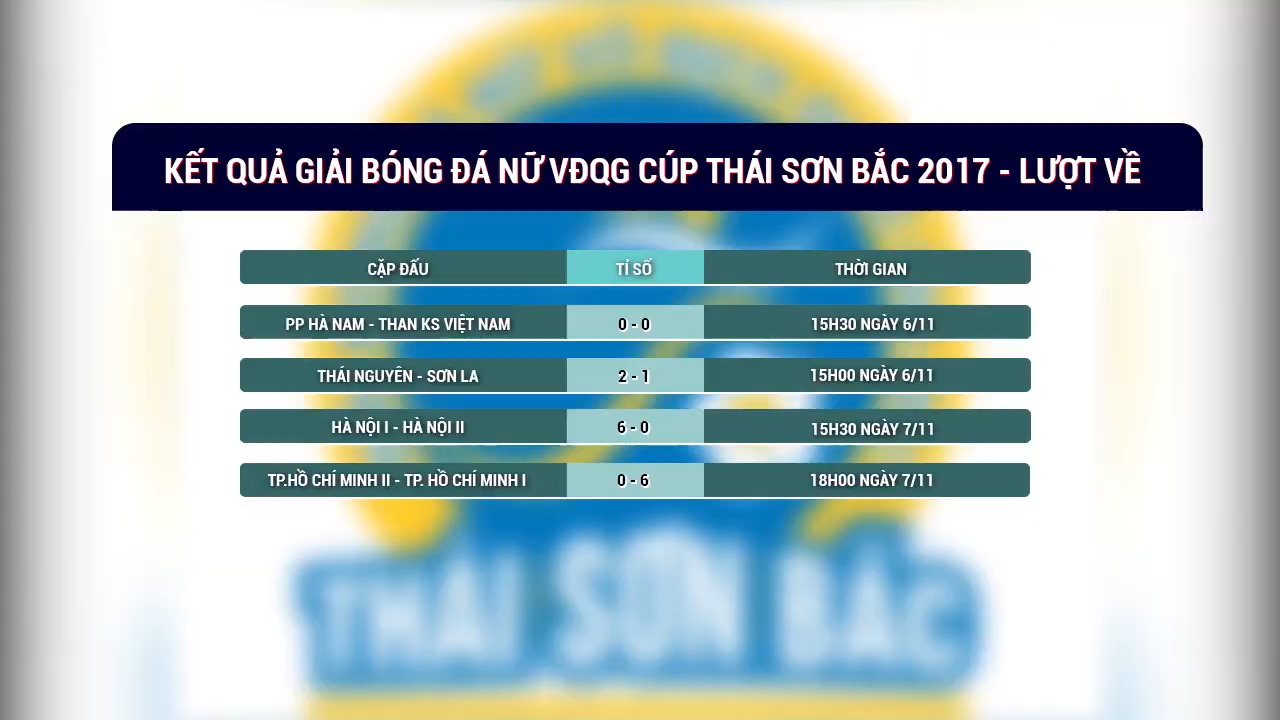 KẾT QUẢ GIẢI BÓNG ĐÁ NỮ VĐQG CÚP THÁI SƠN BẮC 2017 - LƯỢT VỀ
CẶP ĐẤU TỈ SỐ THỜI GIAN
PP HÀ NAM - THAN KS VIỆT NAM 0 - 0 15H30 NGÀY 6/11
THÁI NGUYÊN - SƠN LA 2 - 1 15H00 NGÀY 6/11
HÀ NỘI I - HÀ NỘI II 6 - 0 15H30 NGÀY 7/11
TP.HỒ CHÍ MINH II - TP. HỒ CHÍ MINH I 0 - 6 18H00 NGÀY 7/11
THÁI SƠN BẮC